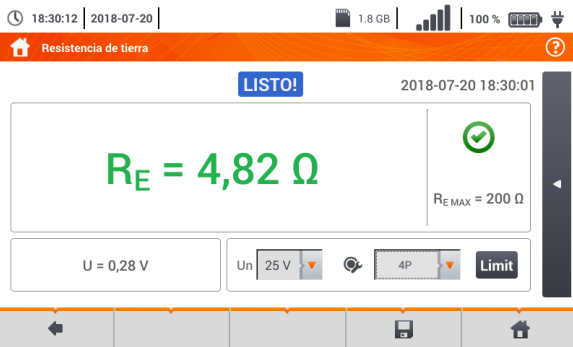 18:30:12 2018-07-20 1.8 GB 100 %
Resistencia de tierra ?
LISTO! 2018-07-20 18:30:01
RE = 4,82 Ω
RE MAX = 200 Ω
U = 0,28 V Un 25 V 4P Limit